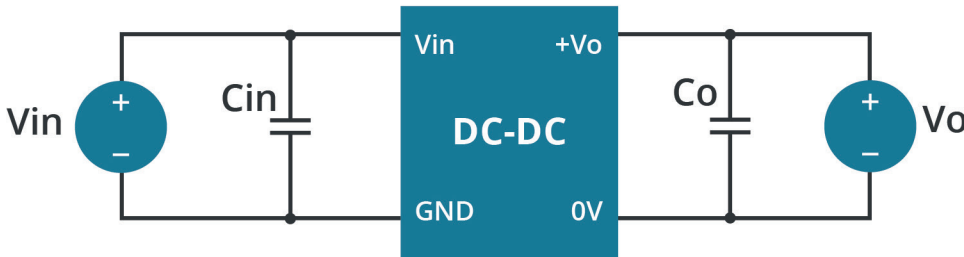 Vin +Vo
Cin Co
Vin DC-DC Vo
+ +
− −
GND 0V